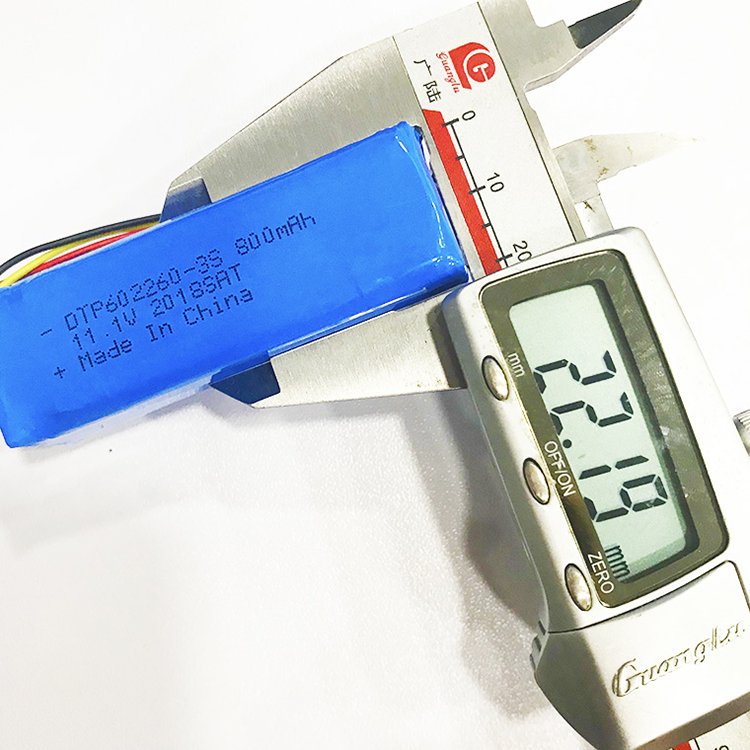 Guanglu
广陆
0
10
20
- DTP602260-3S 800mAh
11.1V 2018SAT
+ Made In China
mm
OFF/ON
ZERO
22.19 mm
Guanglu